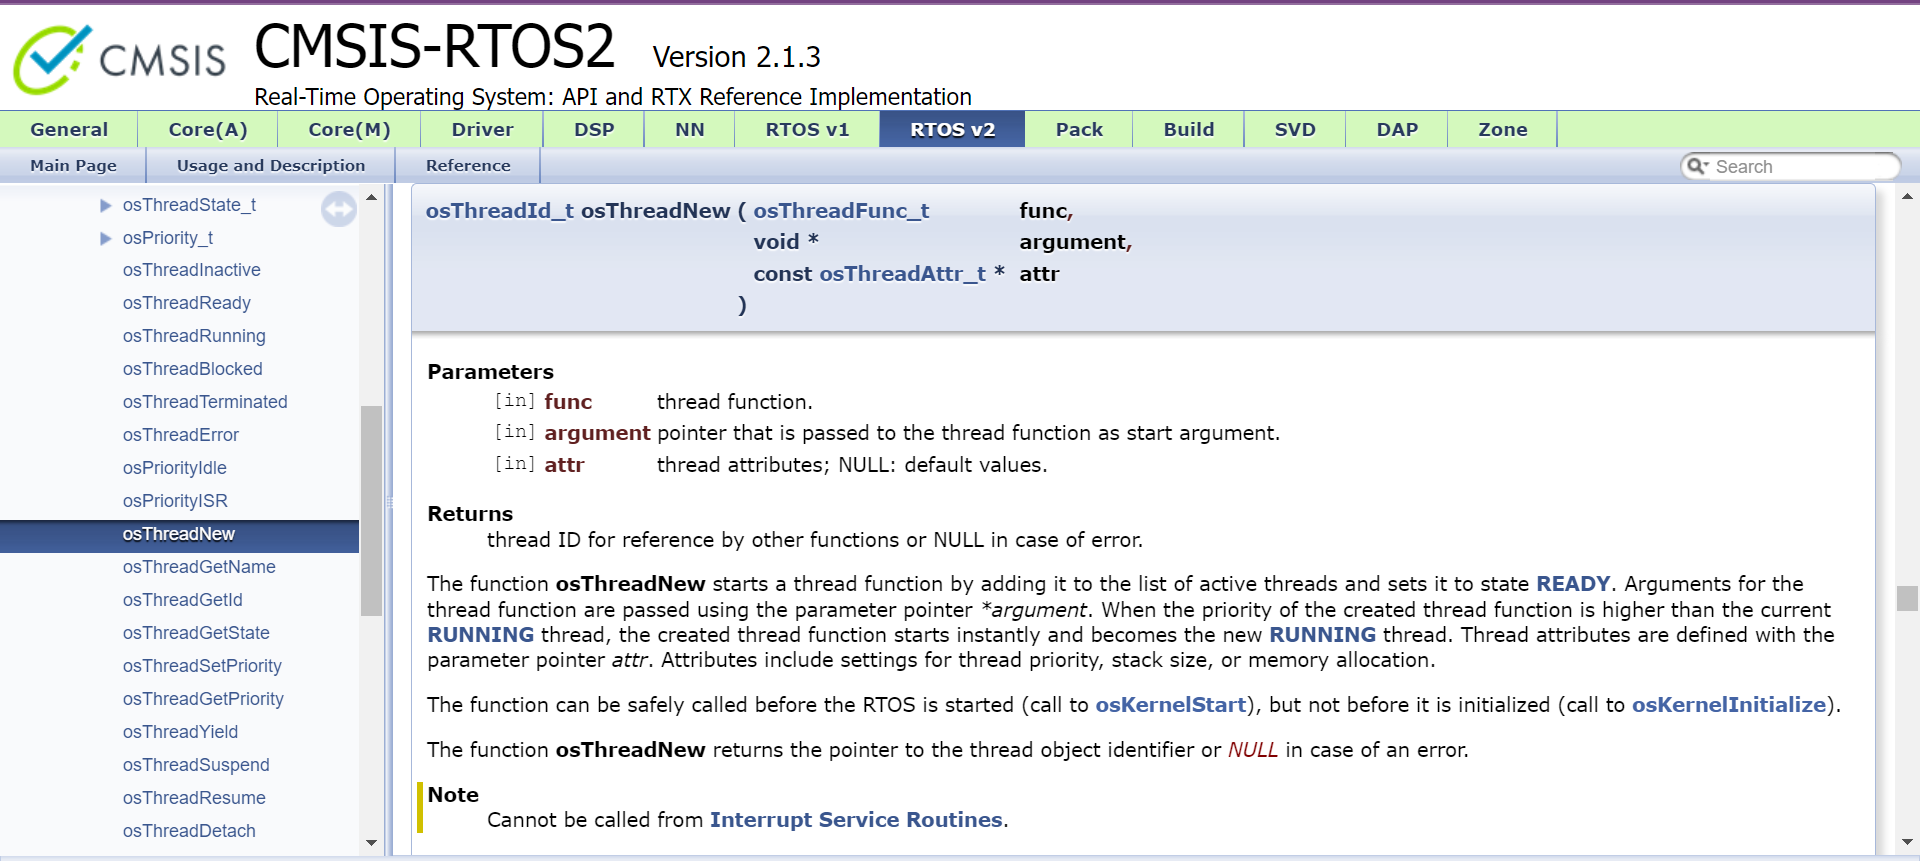 CMSIS
CMSIS-RTOS2 Version 2.1.3
Real-Time Operating System: API and RTX Reference Implementation
General Core(A) Core(M) Driver DSP NN RTOS v1 RTOS v2 Pack Build SVD DAP Zone
Main Page Usage and Description Reference Search
osThreadState_t
osPriority_t
osThreadInactive
osThreadReady
osThreadRunning
osThreadBlocked
osThreadTerminated
osThreadError
osPriorityIdle
osPriorityISR
osThreadNew
osThreadGetName
osThreadGetId
osThreadGetState
osThreadSetPriority
osThreadGetPriority
osThreadYield
osThreadSuspend
osThreadResume
osThreadDetach
osThreadId_t osThreadNew ( osThreadFunc_t func,
void * argument,
const osThreadAttr_t * attr
)
Parameters
[in] func thread function.
[in] argument pointer that is passed to the thread function as start argument.
[in] attr thread attributes; NULL: default values.
Returns
thread ID for reference by other functions or NULL in case of error.
The function osThreadNew starts a thread function by adding it to the list of active threads and sets it to state READY. Arguments for the
thread function are passed using the parameter pointer *argument. When the priority of the created thread function is higher than the current
RUNNING thread, the created thread function starts instantly and becomes the new RUNNING thread. Thread attributes are defined with the
parameter pointer attr. Attributes include settings for thread priority, stack size, or memory allocation.
The function can be safely called before the RTOS is started (call to osKernelStart), but not before it is initialized (call to osKernelInitialize).
The function osThreadNew returns the pointer to the thread object identifier or NULL in case of an error.
Note
Cannot be called from Interrupt Service Routines.